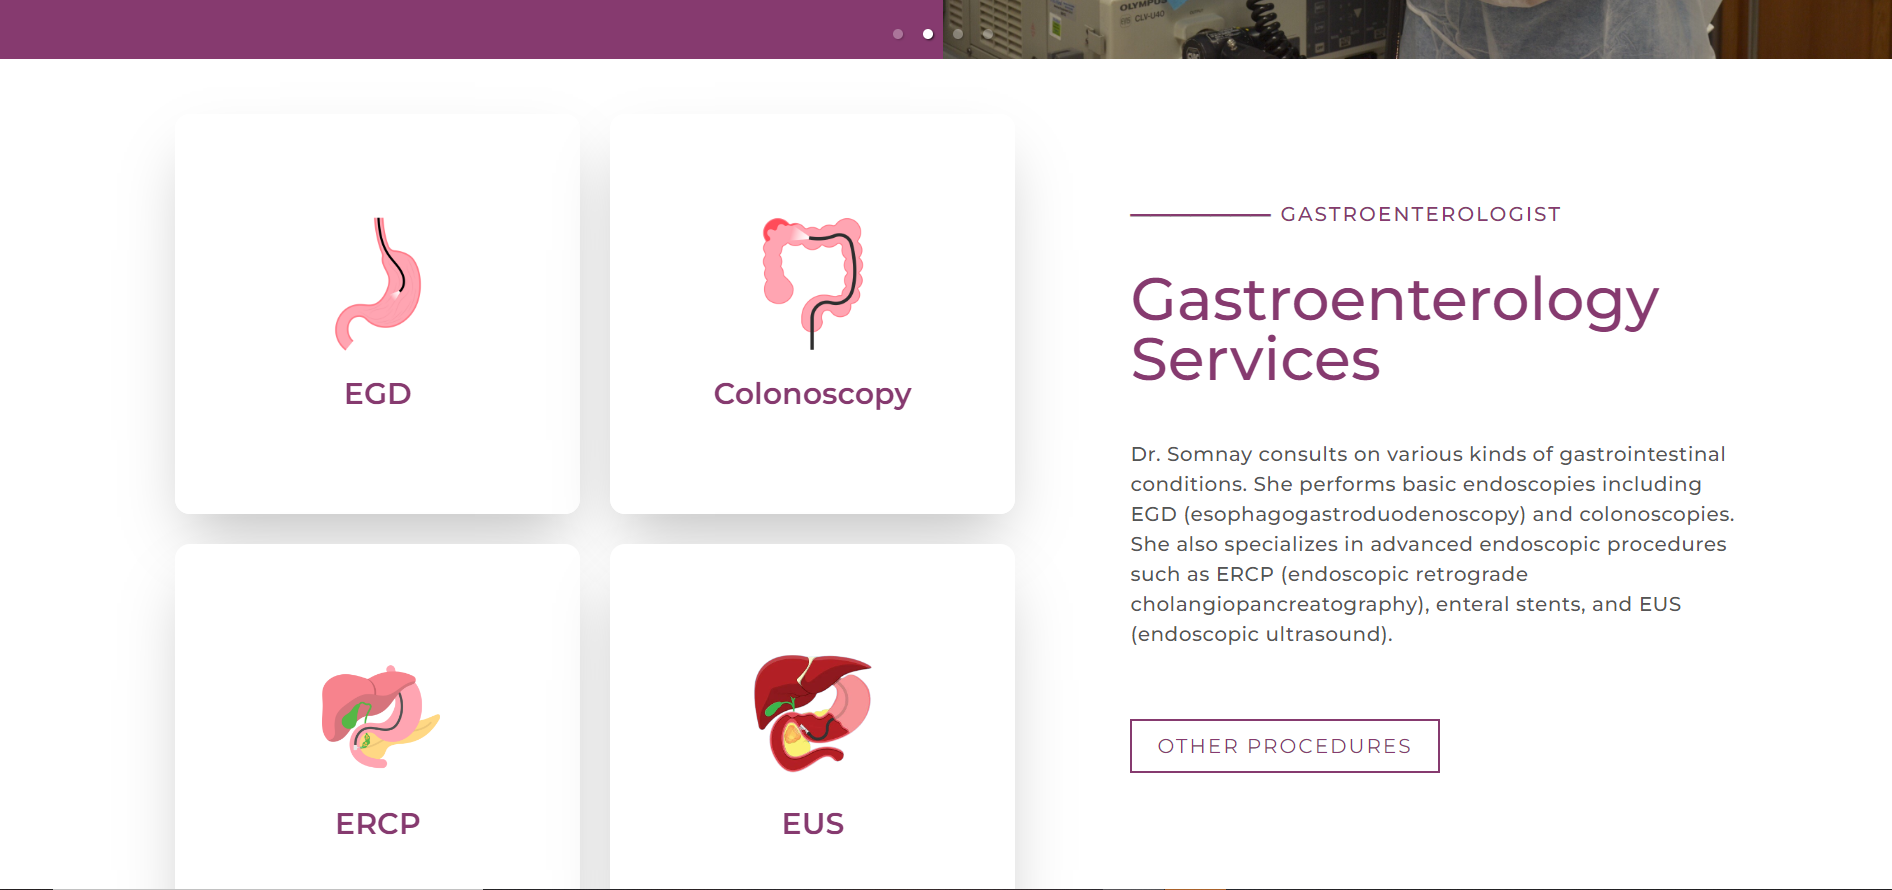 OLYMPUS
CLV-U40
EGD
Colonoscopy
ERCP
EUS
GASTROENTEROLOGIST
Gastroenterology
Services
Dr. Somnay consults on various kinds of gastrointestinal
conditions. She performs basic endoscopies including
EGD (esophagogastroduodenoscopy) and colonoscopies.
She also specializes in advanced endoscopic procedures
such as ERCP (endoscopic retrograde
cholangiopancreatography), enteral stents, and EUS
(endoscopic ultrasound).
OTHER PROCEDURES